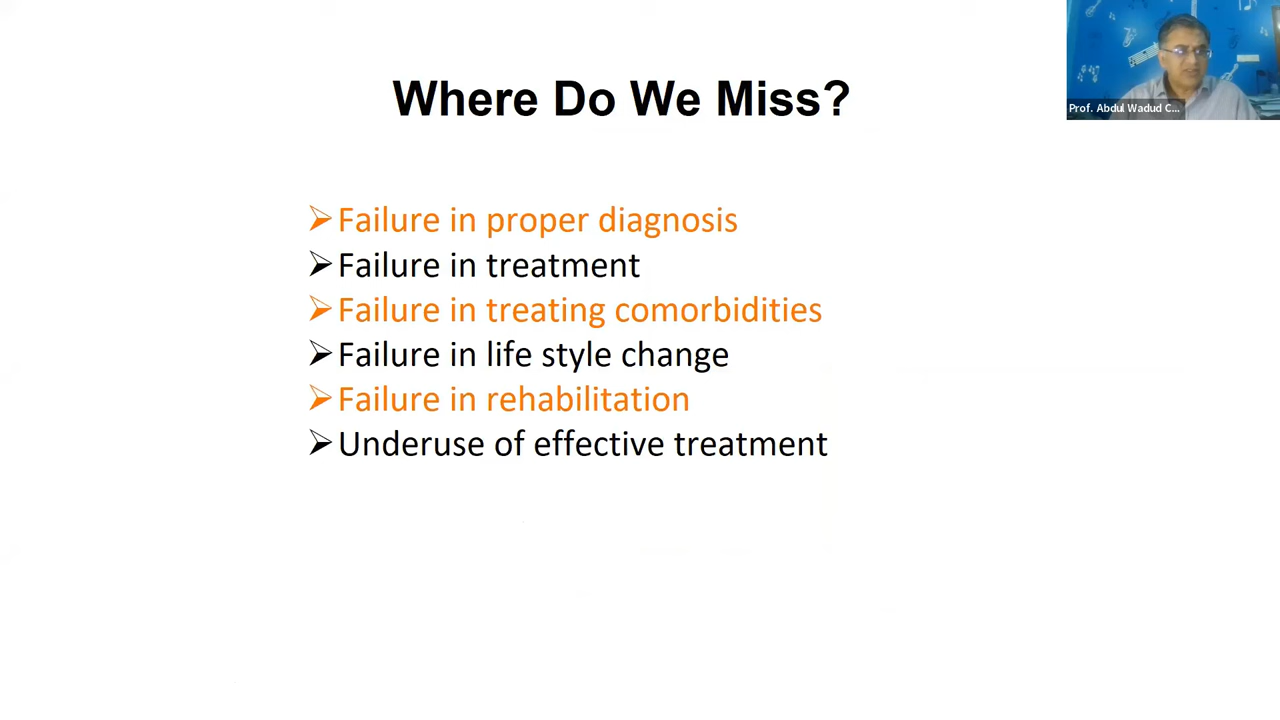 Where Do We Miss?
Prof. Abdul Wadud C...
➢Failure in proper diagnosis
➢Failure in treatment
➢Failure in treating comorbidities
➢Failure in life style change
➢Failure in rehabilitation
➢Underuse of effective treatment